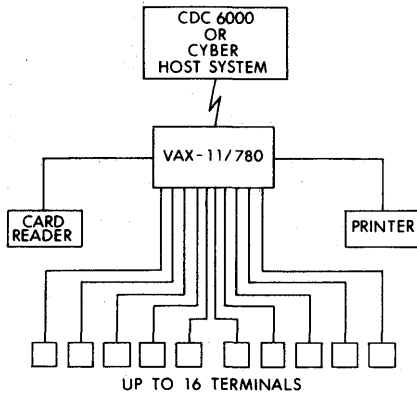 CDC 6000
OR
CYBER
HOST SYSTEM
VAX-11/780
CARD
READER
PRINTER
UP TO 16 TERMINALS